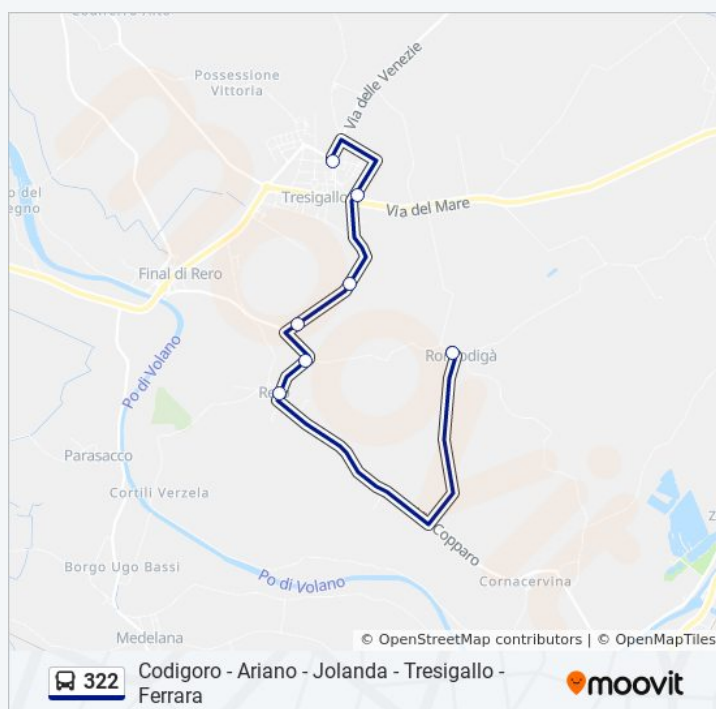 Possessione
Vittoria
Via delle Venezie
Tresigallo
Via del Mare
Final di Rero
Po di Volano
Parasacco
Cortili Verzela
Copparo
Po di Volano
Cornacervina
Borgo Ugo Bassi
Medelana
© OpenStreetMap contributors | © OpenMapTiles
322
Codigoro - Ariano - Jolanda - Tresigallo -
Ferrara
moovit